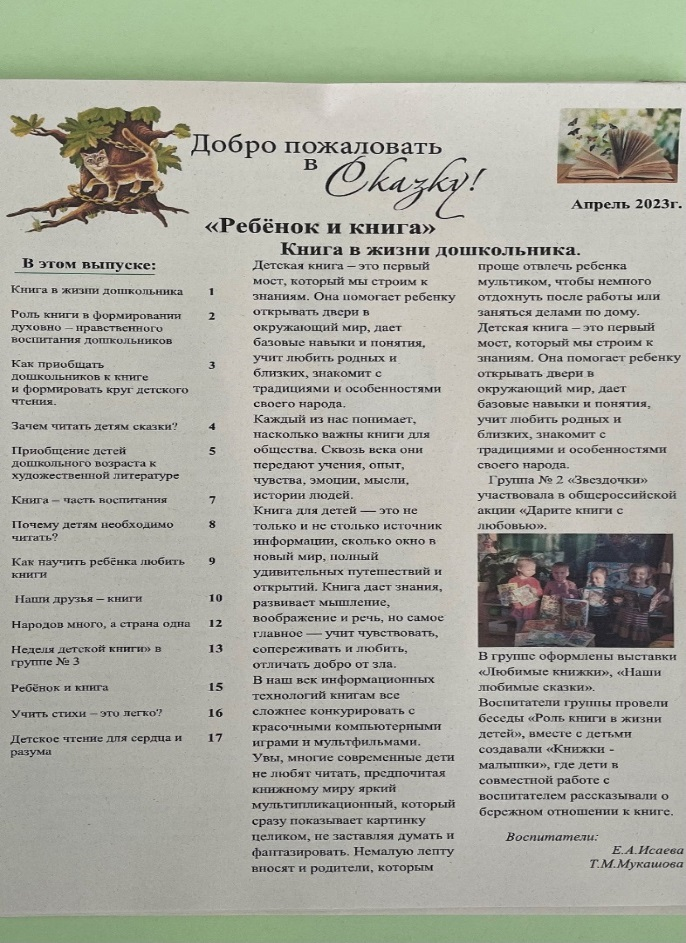 Добро пожаловать
в Сказку!
Апрель 2023г.
«Ребёнок и книга»
Книга в жизни дошкольника.
В этом выпуске:
Книга в жизни дошкольника 1
Роль книги в формировании 2
духовно – нравственного
воспитания дошкольников
Как приобщать 3
дошкольников к книге
и формировать круг детского
чтения.
Зачем читать детям сказки? 4
Приобщение детей 5
дошкольного возраста к
художественной литературе
Книга – часть воспитания 7
Почему детям необходимо 8
читать?
Как научить ребёнка любить 9
книги
Наши друзья – книги 10
Народов много, а страна одна 12
Неделя детской книги» в 13
группе № 3
Ребёнок и книга 15
Учить стихи – это легко? 16
Детское чтение для сердца и 17
разума
Детская книга – это первый
мост, который мы строим к
знаниям. Она помогает ребенку
открывать двери в
окружающий мир, дает
базовые навыки и понятия,
учит любить родных и
близких, знакомит с
традициями и особенностями
своего народа.
Каждый из нас понимает,
насколько важны книги для
общества. Сквозь века они
передают учения, опыт,
чувства, эмоции, мысли,
истории людей.
Книга для детей — это не
только и не столько источник
информации, сколько окно в
новый мир, полный
удивительных путешествий и
открытий. Книга дает знания,
развивает мышление,
воображение и речь, но самое
главное — учит чувствовать,
сопереживать и любить,
отличать добро от зла.
В наш век информационных
технологий книгам все
сложнее конкурировать с
красочными компьютерными
играми и мультфильмами.
Увы, многие современные дети
не любят читать, предпочитая
книжному миру яркий
мультипликационный, который
сразу показывает картинку
целиком, не заставляя думать и
фантазировать. Немалую лепту
вносят и родители, которым
проще отвлечь ребенка
мультиком, чтобы немного
отдохнуть после работы или
заняться делами по дому.
Детская книга – это первый
мост, который мы строим к
знаниям. Она помогает ребенку
открывать двери в
окружающий мир, дает
базовые навыки и понятия,
учит любить родных и
близких, знакомит с
традициями и особенностями
своего народа.
Группа № 2 «Звездочки»
участвовала в общероссийской
акции «Дарите книги с
любовью».
В группе оформлены выставки
«Любимые книжки», «Наши
любимые сказки».
Воспитатели группы провели
беседы «Роль книги в жизни
детей», вместе с детьми
создавали «Книжки -
малышки», где дети в
совместной работе с
воспитателем рассказывали о
бережном отношении к книге.
Воспитатели:
Е.А.Исаева
Т.М.Мукашова